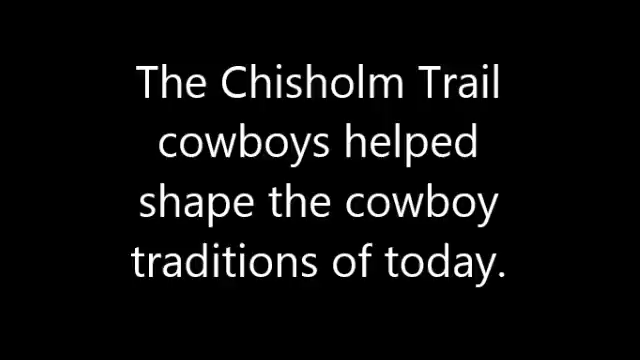 The Chisholm Trail
cowboys helped
shape the cowboy
traditions of today.